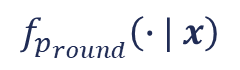 f_{p_{round}}(· | x)